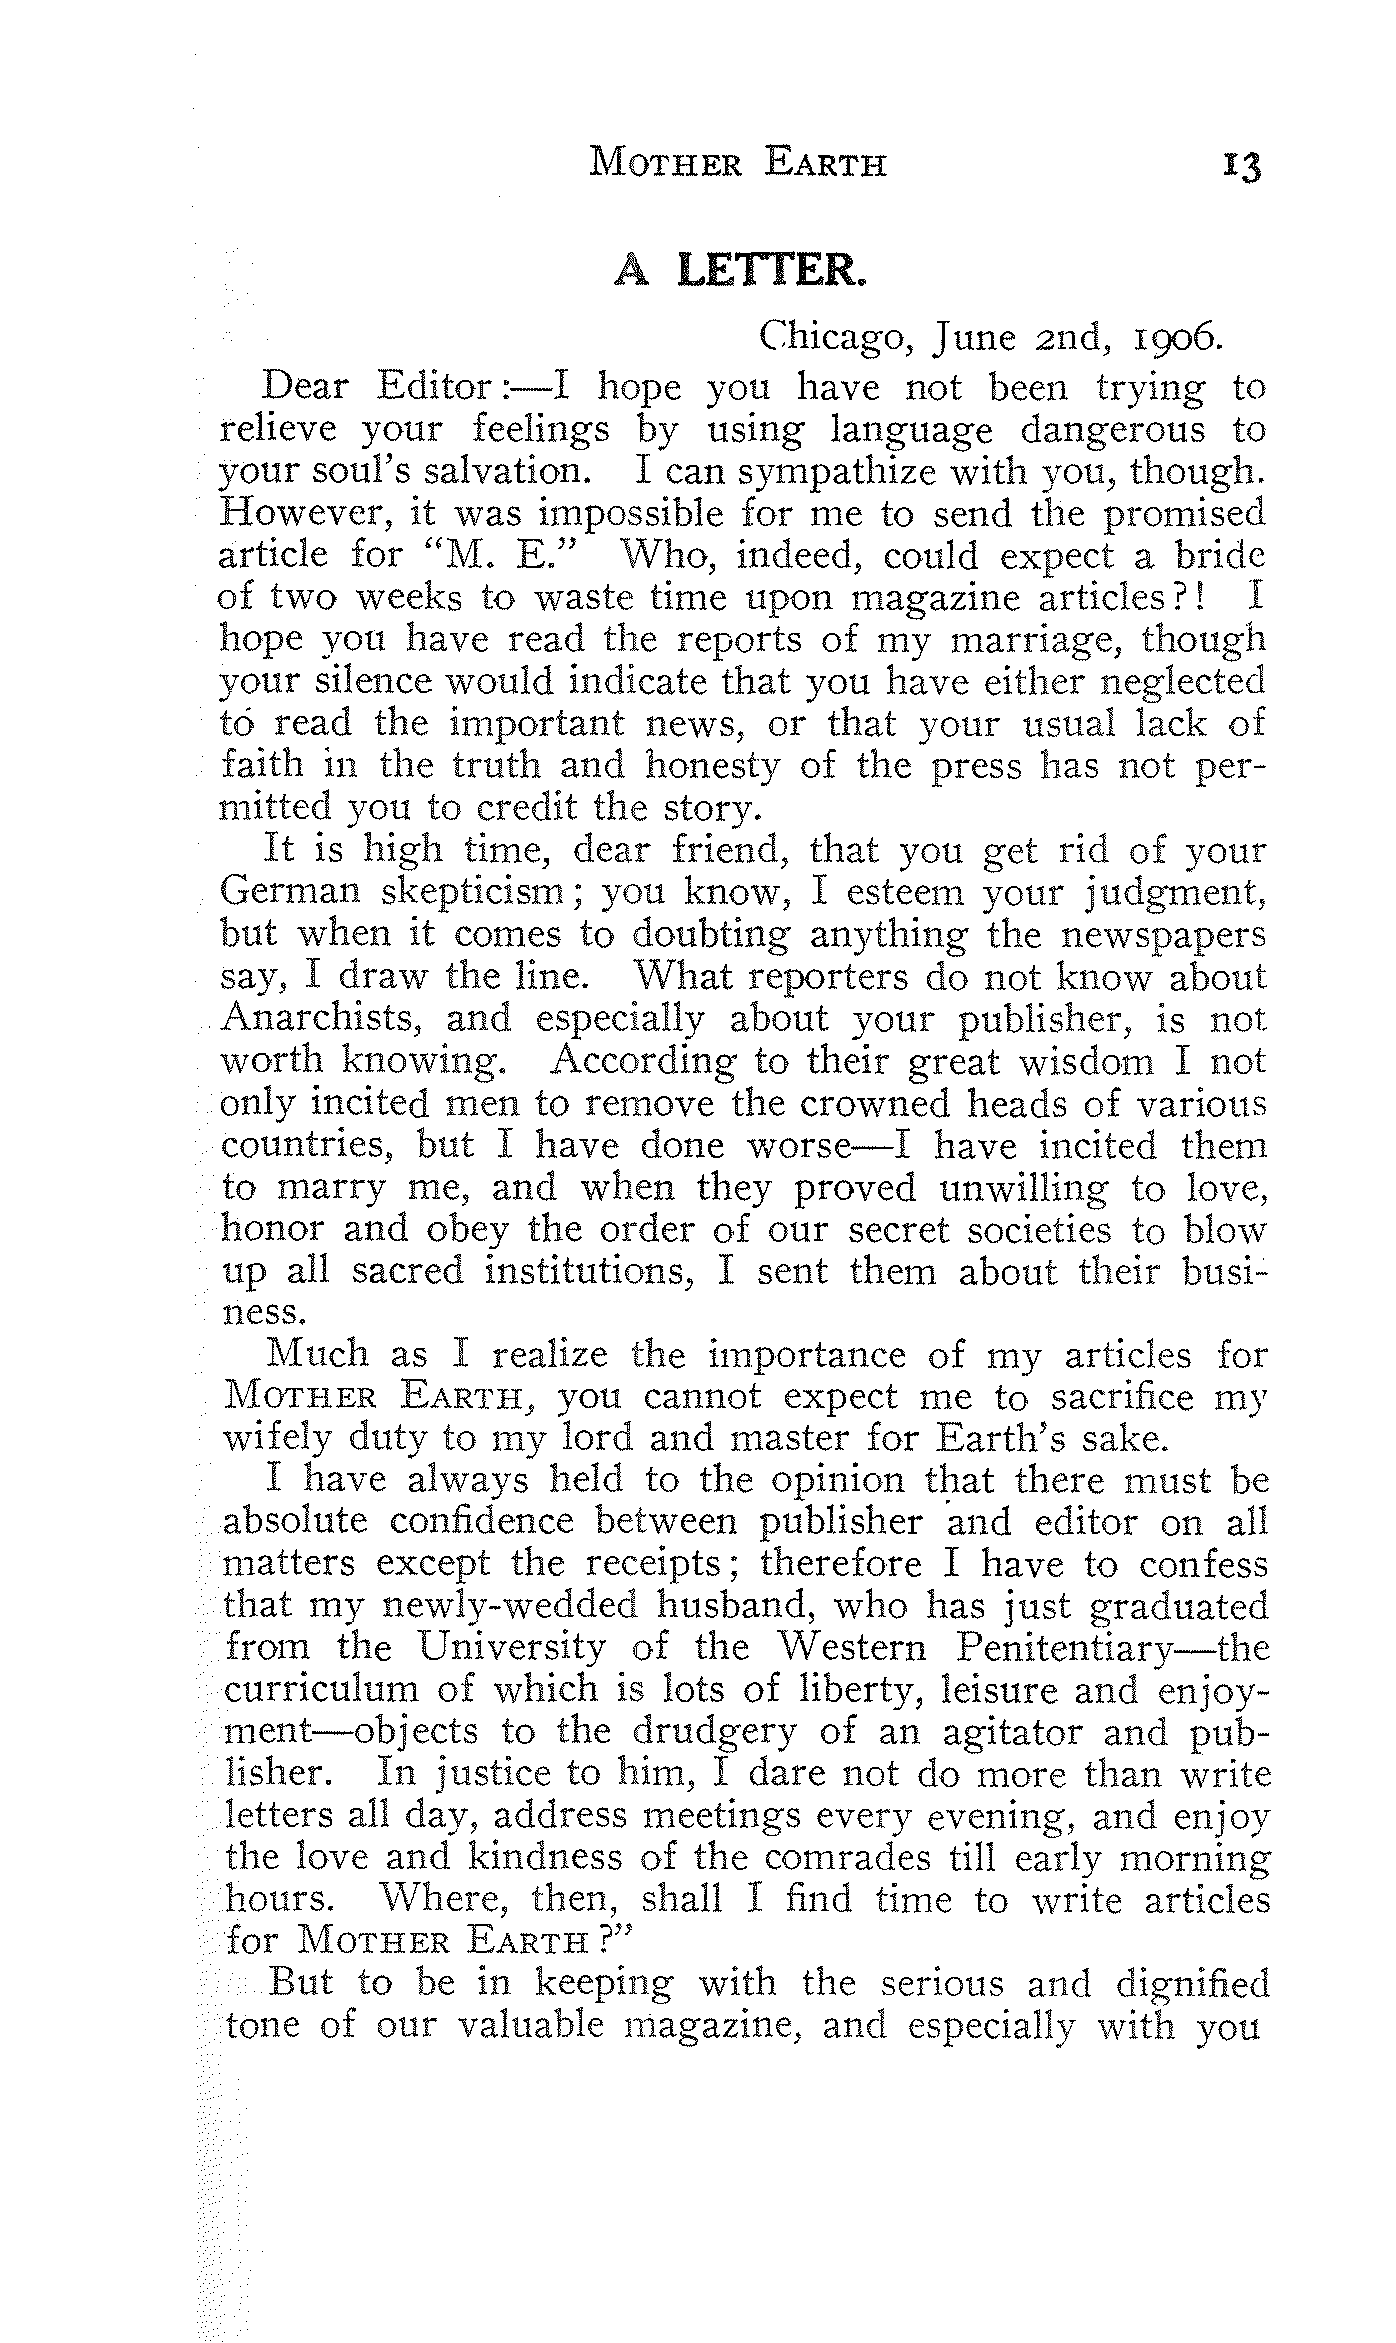 MOTHER EARTH 13
A LETTER.
Chicago, June 2nd, 1906.
Dear Editor:—I hope you have not been trying to
relieve your feelings by using language dangerous to
your soul's salvation. I can sympathize with you, though.
However, it was impossible for me to send the promised
article for “M. E.” Who, indeed, could expect a bride
of two weeks to waste time upon magazine articles?! I
hope you have read the reports of my marriage, though
your silence would indicate that you have either neglected
to read the important news, or that your usual lack of
faith in the truth and honesty of the press has not per-
mitted you to credit the story.
It is high time, dear friend, that you get rid of your
German skepticism; you know, I esteem your judgment,
but when it comes to doubting anything the newspapers
say, I draw the line. What reporters do not know about
Anarchists, and especially about your publisher, is not
worth knowing. According to their great wisdom I not
only incited men to remove the crowned heads of various
countries, but I have done worse—I have incited them
to marry me, and when they proved unwilling to love,
honor and obey the order of our secret societies to blow
up all sacred institutions, I sent them about their busi-
ness.
Much as I realize the importance of my articles for
MOTHER EARTH, you cannot expect me to sacrifice my
wifely duty to my lord and master for Earth's sake.
I have always held to the opinion that there must be
absolute confidence between publisher and editor on all
matters except the receipts; therefore I have to confess
that my newly-wedded husband, who has just graduated
from the University of the Western Penitentiary—the
curriculum of which is lots of liberty, leisure and enjoy-
ment—objects to the drudgery of an agitator and pub-
lisher. In justice to him, I dare not do more than write
letters all day, address meetings every evening, and enjoy
the love and kindness of the comrades till early morning
hours. Where, then, shall I find time to write articles
for MOTHER EARTH?”
But to be in keeping with the serious and dignified
tone of our valuable magazine, and especially with you